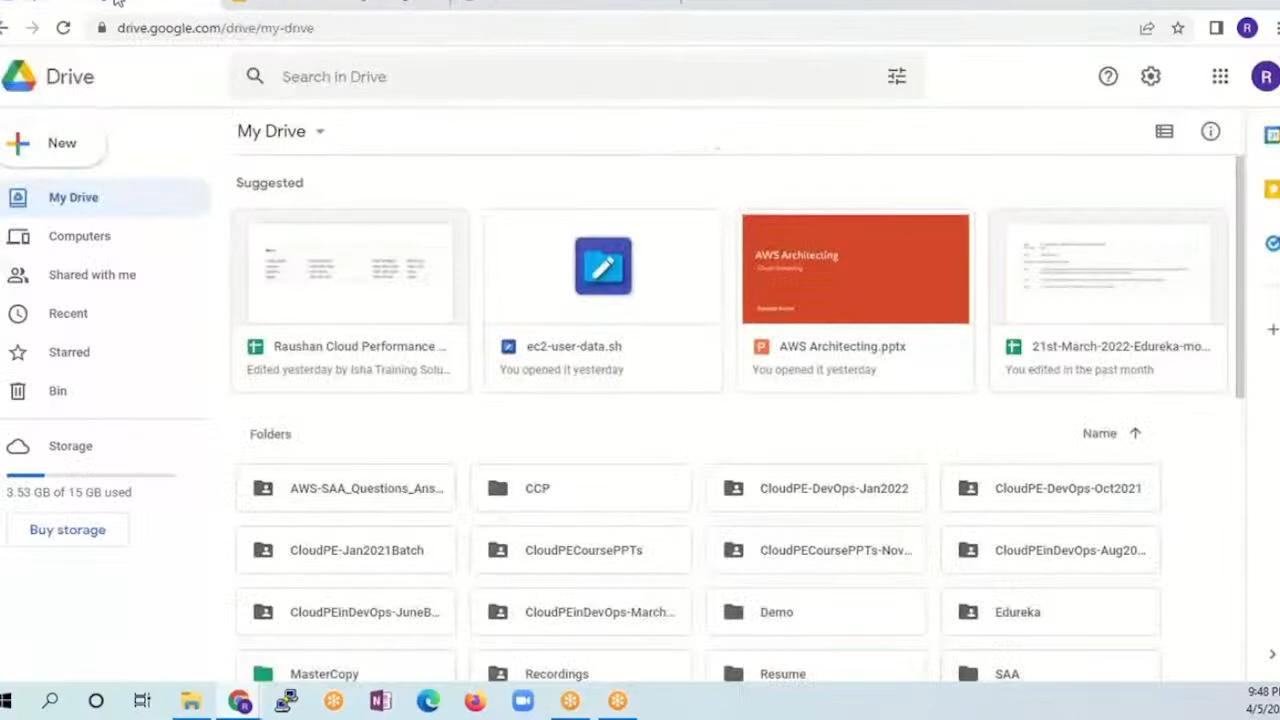 drive.google.com/drive/my-drive
R
Drive
Search in Drive
R
New
My Drive
My Drive
Computers
Shared with me
Recent
Starred
Bin
Storage
3.53 GB of 15 GB used
Buy storage
Suggested
AWS Architecting
Raushan Cloud Performance ...
Edited yesterday by Isha Training Solu...
ec2-user-data.sh
You opened it yesterday
AWS Architecting.pptx
You opened it yesterday
21st-March-2022-Edureka-mo...
You edited in the past month
Folders
Name
AWS-SAA_Questions_Ans...
CCP
CloudPE-DevOps-Jan2022
CloudPE-DevOps-Oct2021
CloudPE-Jan2021Batch
CloudPECoursePPTs
CloudPECoursePPTs-Nov...
CloudPEinDevOps-Aug20...
CloudPEinDevOps-JuneB...
CloudPEinDevOps-March...
Demo
Edureka
MasterCopy
Recordings
Resume
SAA
9:48 P
4/5/20